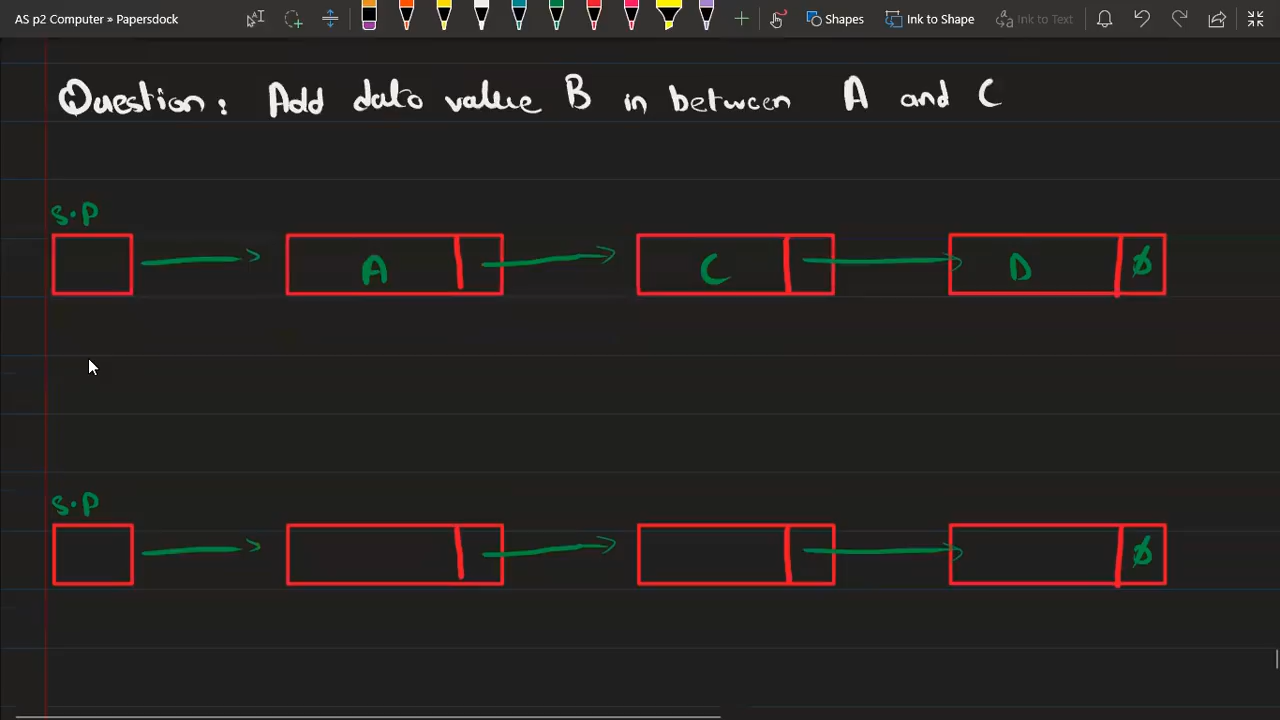 AS p2 Computer » Papersdock
Shapes
Ink to Shape
Ink to Text
Question: Add data value B in between A and C
S.P
A
C
D Ø
S.P
Ø